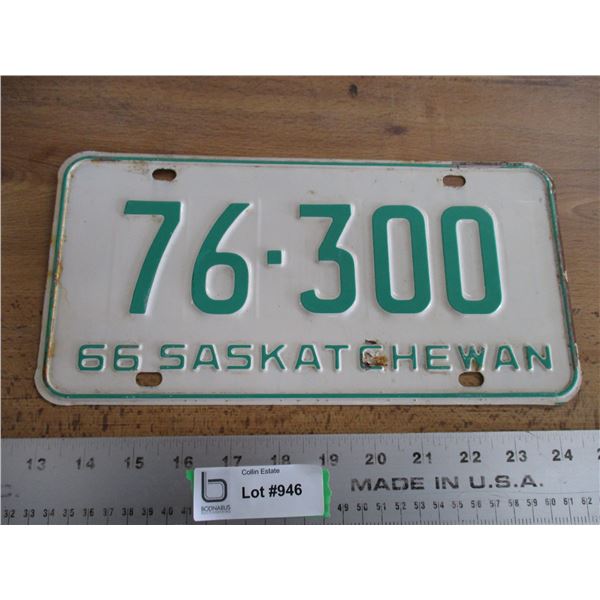 76·300
66 SASKATCHEWAN
13 14 15 16 17 18 19 20 21 22 23 24
C. MADE IN U.S.A.
Collin Estate
Lot #946
BODNARUS